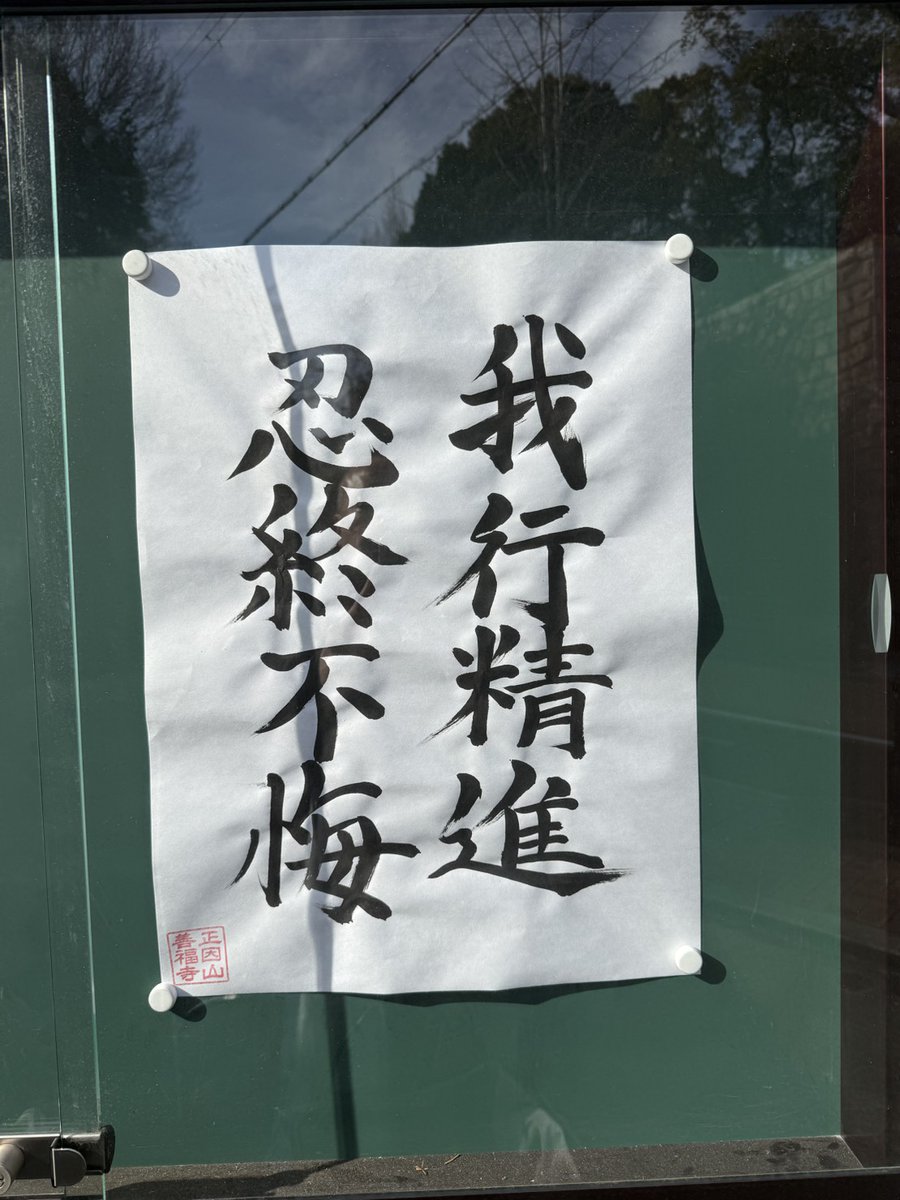 我行精進
忍終不悔
正因山
善福寺